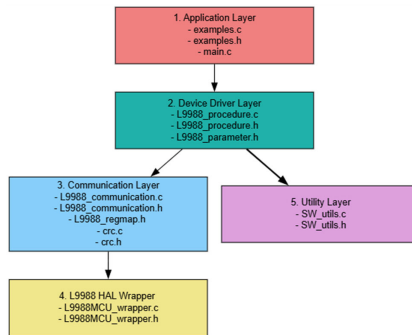 1. Application Layer
- examples.c
- examples.h
- main.c
2. Device Driver Layer
- L9988_procedure.c
- L9988_procedure.h
- L9988_parameter.h
3. Communication Layer
- L9988_communication.c
- L9988_communication.h
- L9988_regmap.h
- crc.c
- crc.h
5. Utility Layer
- SW_utils.c
- SW_utils.h
4. L9988 HAL Wrapper
- L9988MCU_wrapper.c
- L9988MCU_wrapper.h